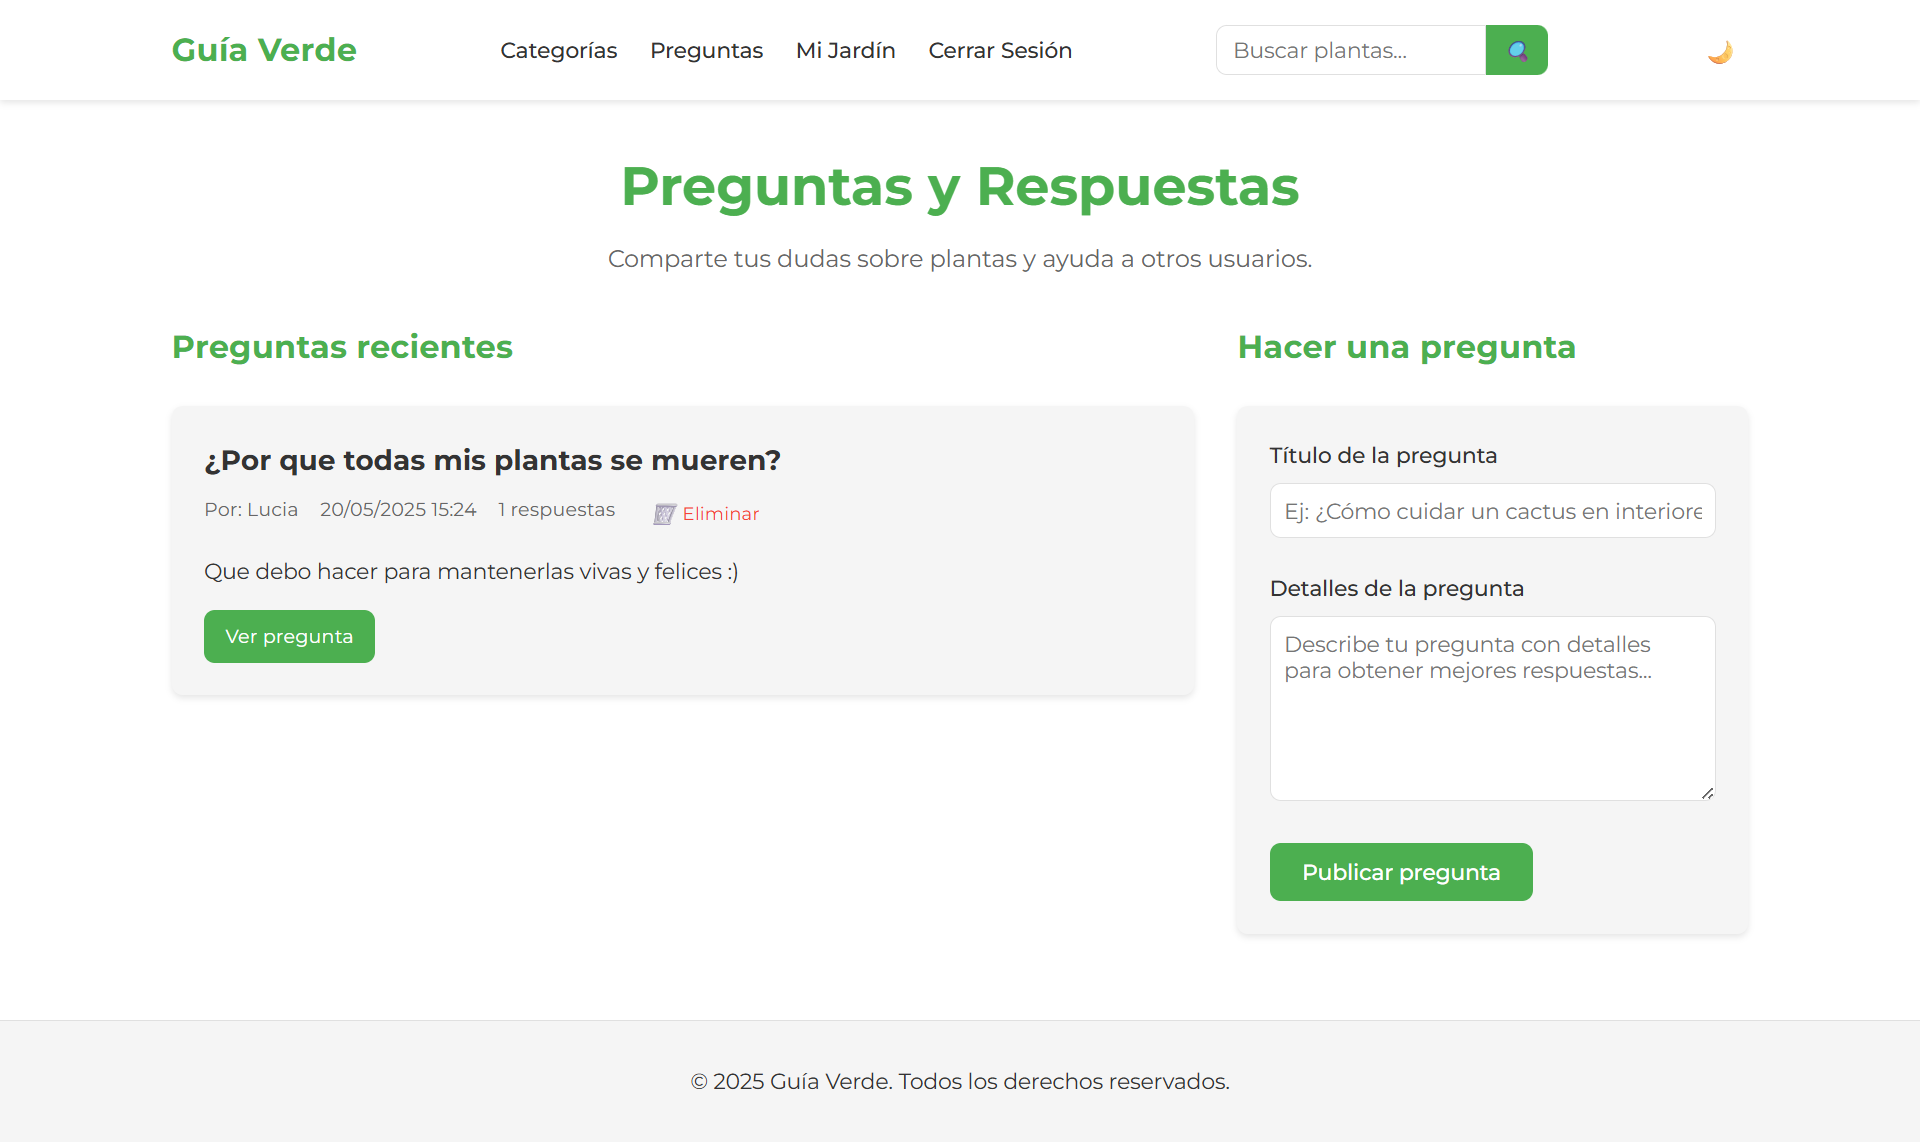 Guía Verde
Categorías
Preguntas
Mi Jardín
Cerrar Sesión
Buscar plantas...
Preguntas y Respuestas
Comparte tus dudas sobre plantas y ayuda a otros usuarios.
Preguntas recientes
¿Por que todas mis plantas se mueren?
Por: Lucia 20/05/2025 15:24 1 respuestas Eliminar
Que debo hacer para mantenerlas vivas y felices :)
Ver pregunta
Hacer una pregunta
Título de la pregunta
Ej: ¿Cómo cuidar un cactus en interiore
Detalles de la pregunta
Describe tu pregunta con detalles
para obtener mejores respuestas...
Publicar pregunta
© 2025 Guía Verde. Todos los derechos reservados.